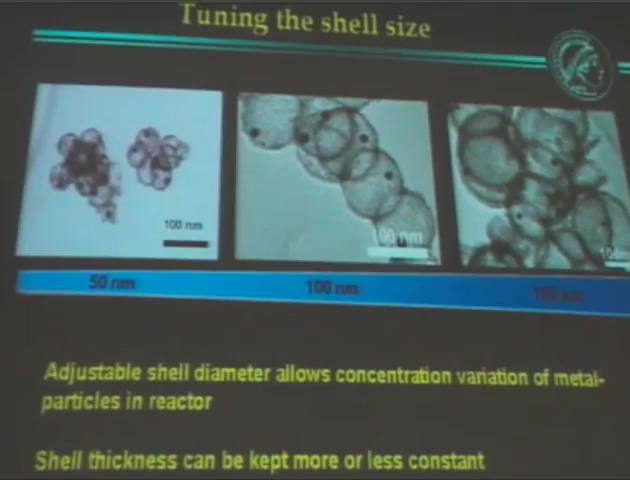 Tuning the shell size
100 nm
100 nm
50 nm
100 nm
Adjustable shell diameter allows concentration variation of metal-
particles in reactor
Shell thickness can be kept more or less constant